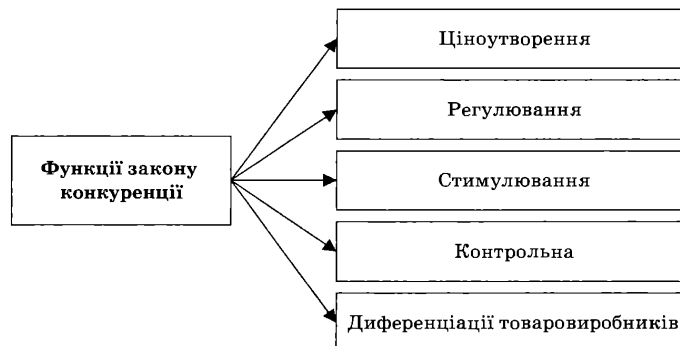 Функції закону
конкуренції
Ціноутворення
Регулювання
Стимулювання
Контрольна
Диференціації товаровиробників